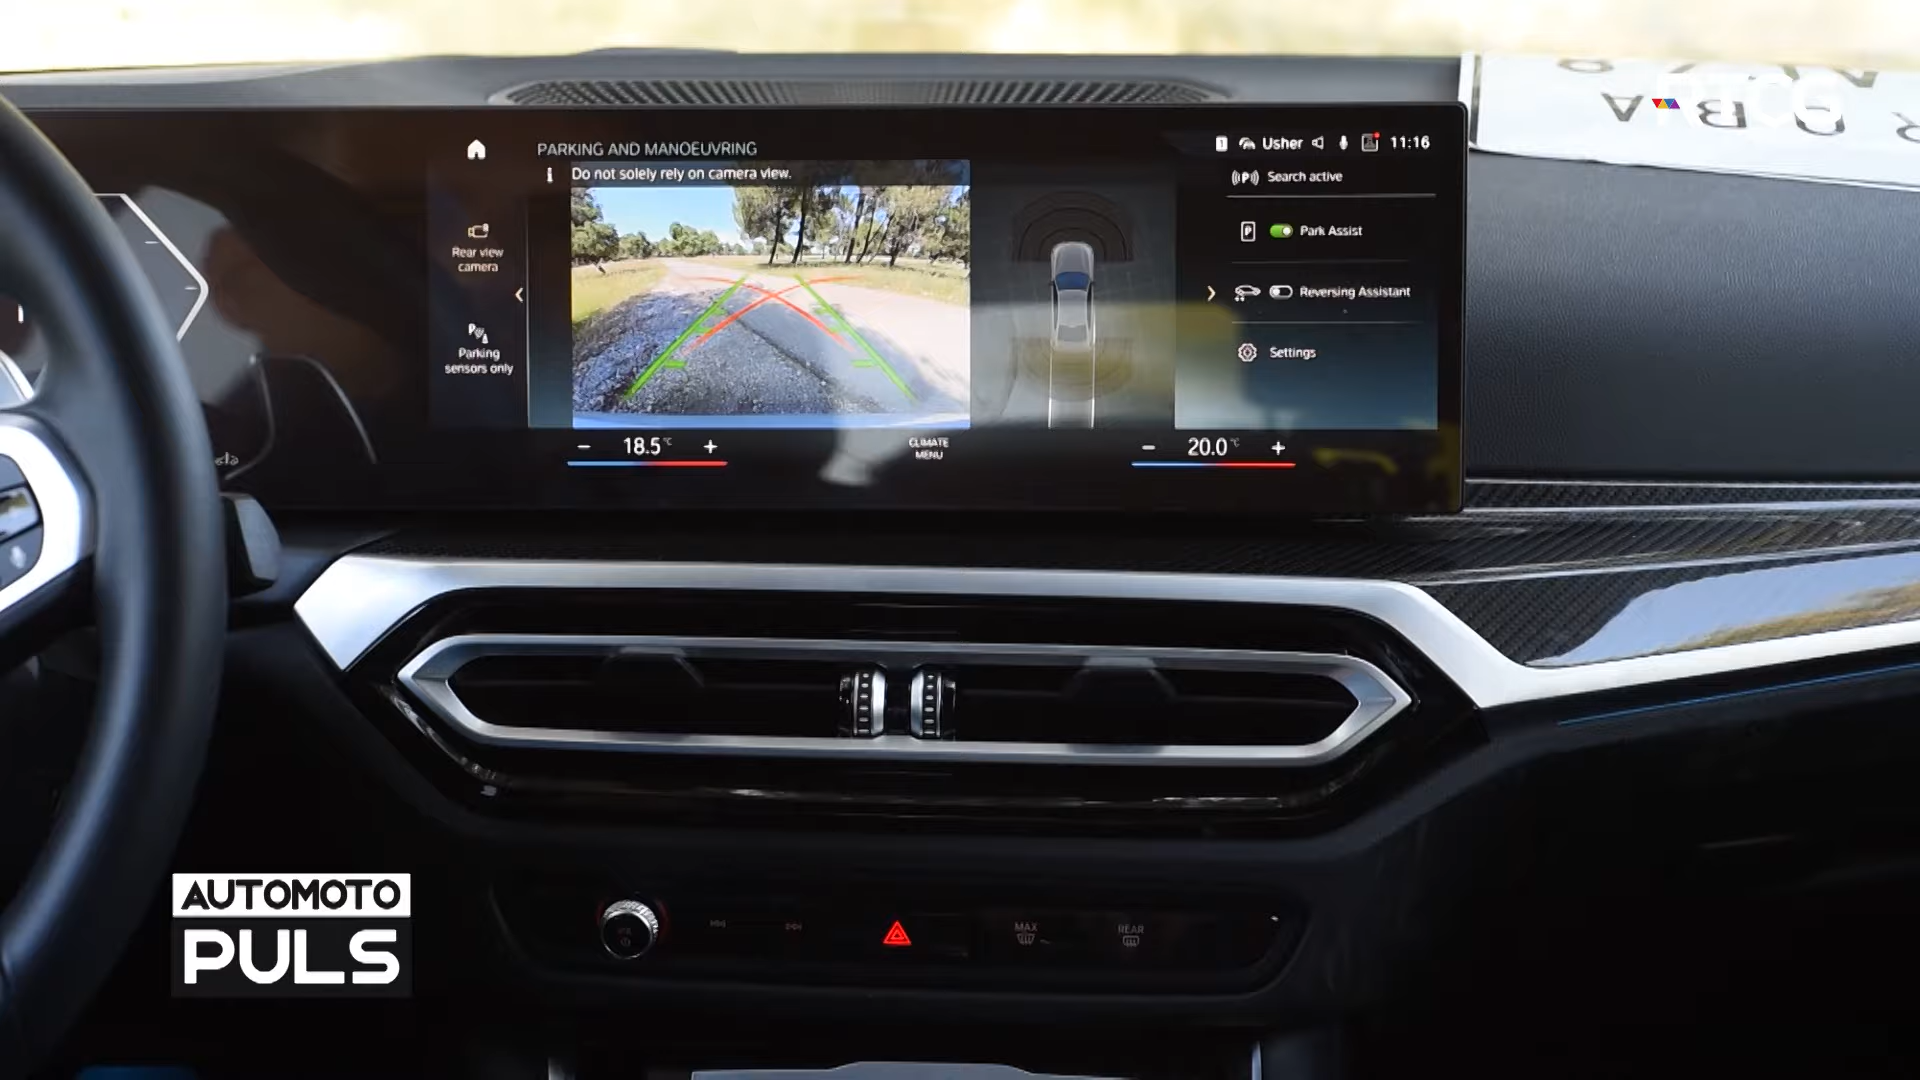 PARKING AND MANOEUVRING
Usher 11:16
Do not solely rely on camera view.
Search active
Rear view
camera
Park Assist
Reversing Assistant
Parking
sensors only
Settings
− 18.5°C +
CLIMATE
MENU
− 20.0°C +
RTCG
MAX
REAR
AUTOMOTO
PULS